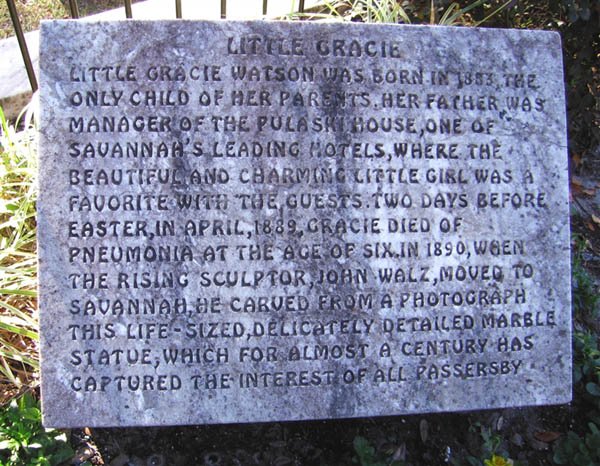 LITTLE GRACIE
LITTLE GRACIE WATSON WAS BORN IN 1883, THE
ONLY CHILD OF HER PARENTS. HER FATHER WAS
MANAGER OF THE PULASKI HOUSE, ONE OF
SAVANNAH'S LEADING HOTELS, WHERE THE
BEAUTIFUL AND CHARMING LITTLE GIRL WAS A
FAVORITE WITH THE GUESTS. TWO DAYS BEFORE
EASTER, IN APRIL, 1889, GRACIE DIED OF
PNEUMONIA AT THE AGE OF SIX. IN 1890, WHEN
THE RISING SCULPTOR, JOHN WALZ, MOVED TO
SAVANNAH, HE CARVED FROM A PHOTOGRAPH
THIS LIFE-SIZED, DELICATELY DETAILED MARBLE
STATUE, WHICH FOR ALMOST A CENTURY HAS
CAPTURED THE INTEREST OF ALL PASSERSBY